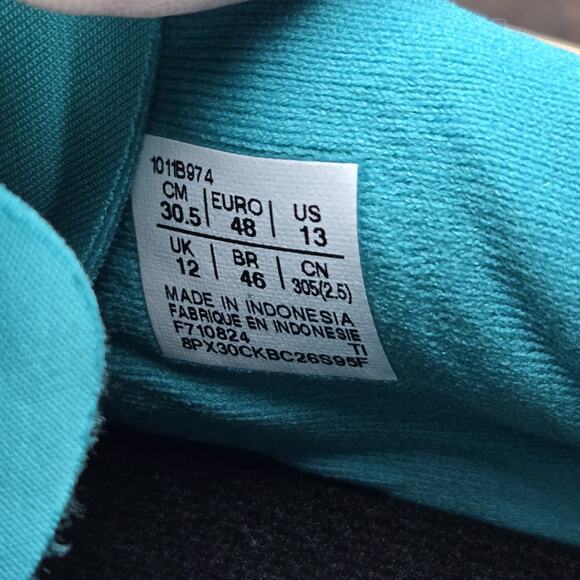 1011B974
CM 30.5 | EURO 48 | US 13
UK 12 | BR 46 | CN 305(2.5)
MADE IN INDONESIA
FABRIQUE EN INDONESIE
F710824 TI
8PX30CKBC26S95F